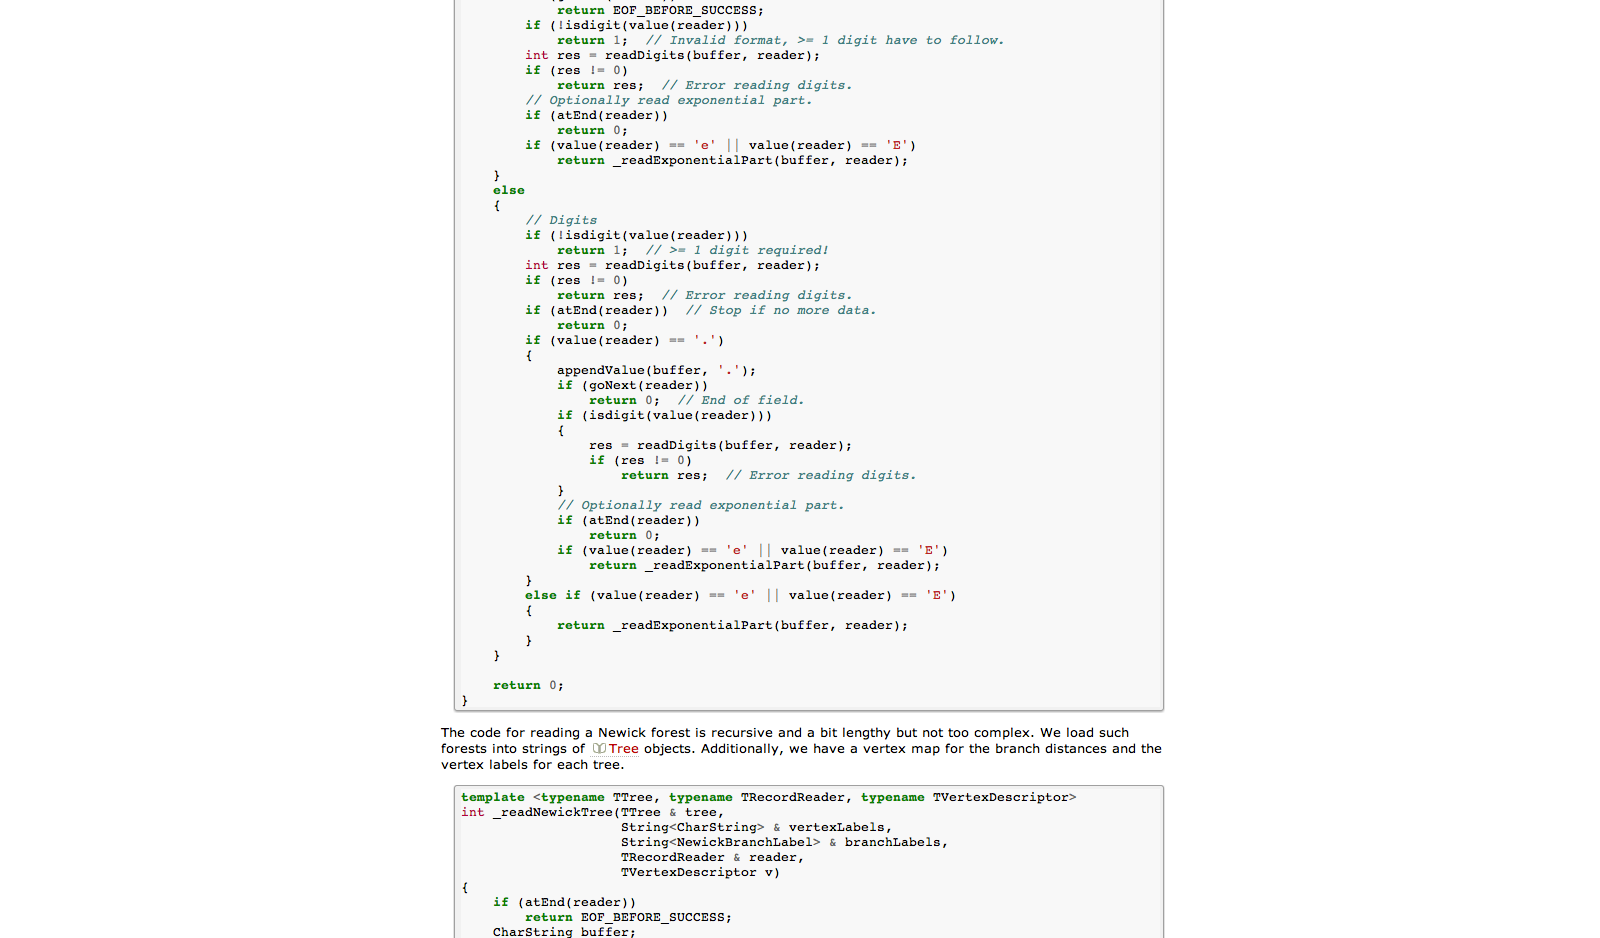 return EOF_BEFORE_SUCCESS;
if (!isdigit(value(reader)))
return 1;  // Invalid format, >= 1 digit have to follow.
int res = readDigits(buffer, reader);
if (res != 0)
return res;  // Error reading digits.
// Optionally read exponential part.
if (atEnd(reader))
return 0;
if (value(reader) == 'e' || value(reader) == 'E')
return _readExponentialPart(buffer, reader);
}
else
{
// Digits
if (!isdigit(value(reader)))
return 1;  // >= 1 digit required!
int res = readDigits(buffer, reader);
if (res != 0)
return res;  // Error reading digits.
if (atEnd(reader))  // Stop if no more data.
return 0;
if (value(reader) == '.')
{
appendValue(buffer, '.');
if (goNext(reader))
return 0;  // End of field.
if (isdigit(value(reader)))
{
res = readDigits(buffer, reader);
if (res != 0)
return res;  // Error reading digits.
}
// Optionally read exponential part.
if (atEnd(reader))
return 0;
if (value(reader) == 'e' || value(reader) == 'E')
return _readExponentialPart(buffer, reader);
}
else if (value(reader) == 'e' || value(reader) == 'E')
{
return _readExponentialPart(buffer, reader);
}
}
return 0;
}
The code for reading a Newick forest is recursive and a bit lengthy but not too complex. We load such
forests into strings of Tree objects. Additionally, we have a vertex map for the branch distances and the
vertex labels for each tree.
template <typename TTree, typename TRecordReader, typename TVertexDescriptor>
int _readNewickTree(TTree & tree,
String<CharString> & vertexLabels,
String<NewickBranchLabel> & branchLabels,
TRecordReader & reader,
TVertexDescriptor v)
{
if (atEnd(reader))
return EOF_BEFORE_SUCCESS;
CharString buffer;